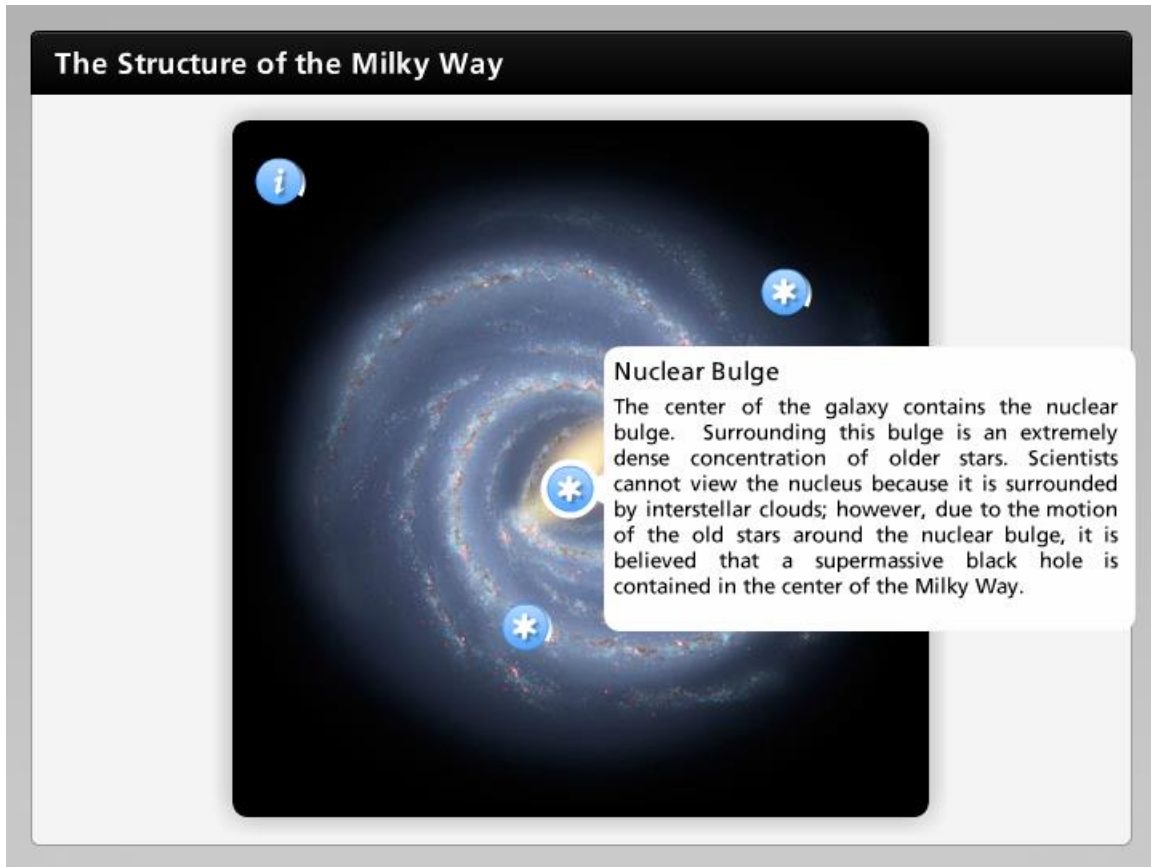 The Structure of the Milky Way
i
Nuclear Bulge
The center of the galaxy contains the nuclear
bulge. Surrounding this bulge is an extremely
dense concentration of older stars. Scientists
cannot view the nucleus because it is surrounded
by interstellar clouds; however, due to the motion
of the old stars around the nuclear bulge, it is
believed that a supermassive black hole is
contained in the center of the Milky Way.